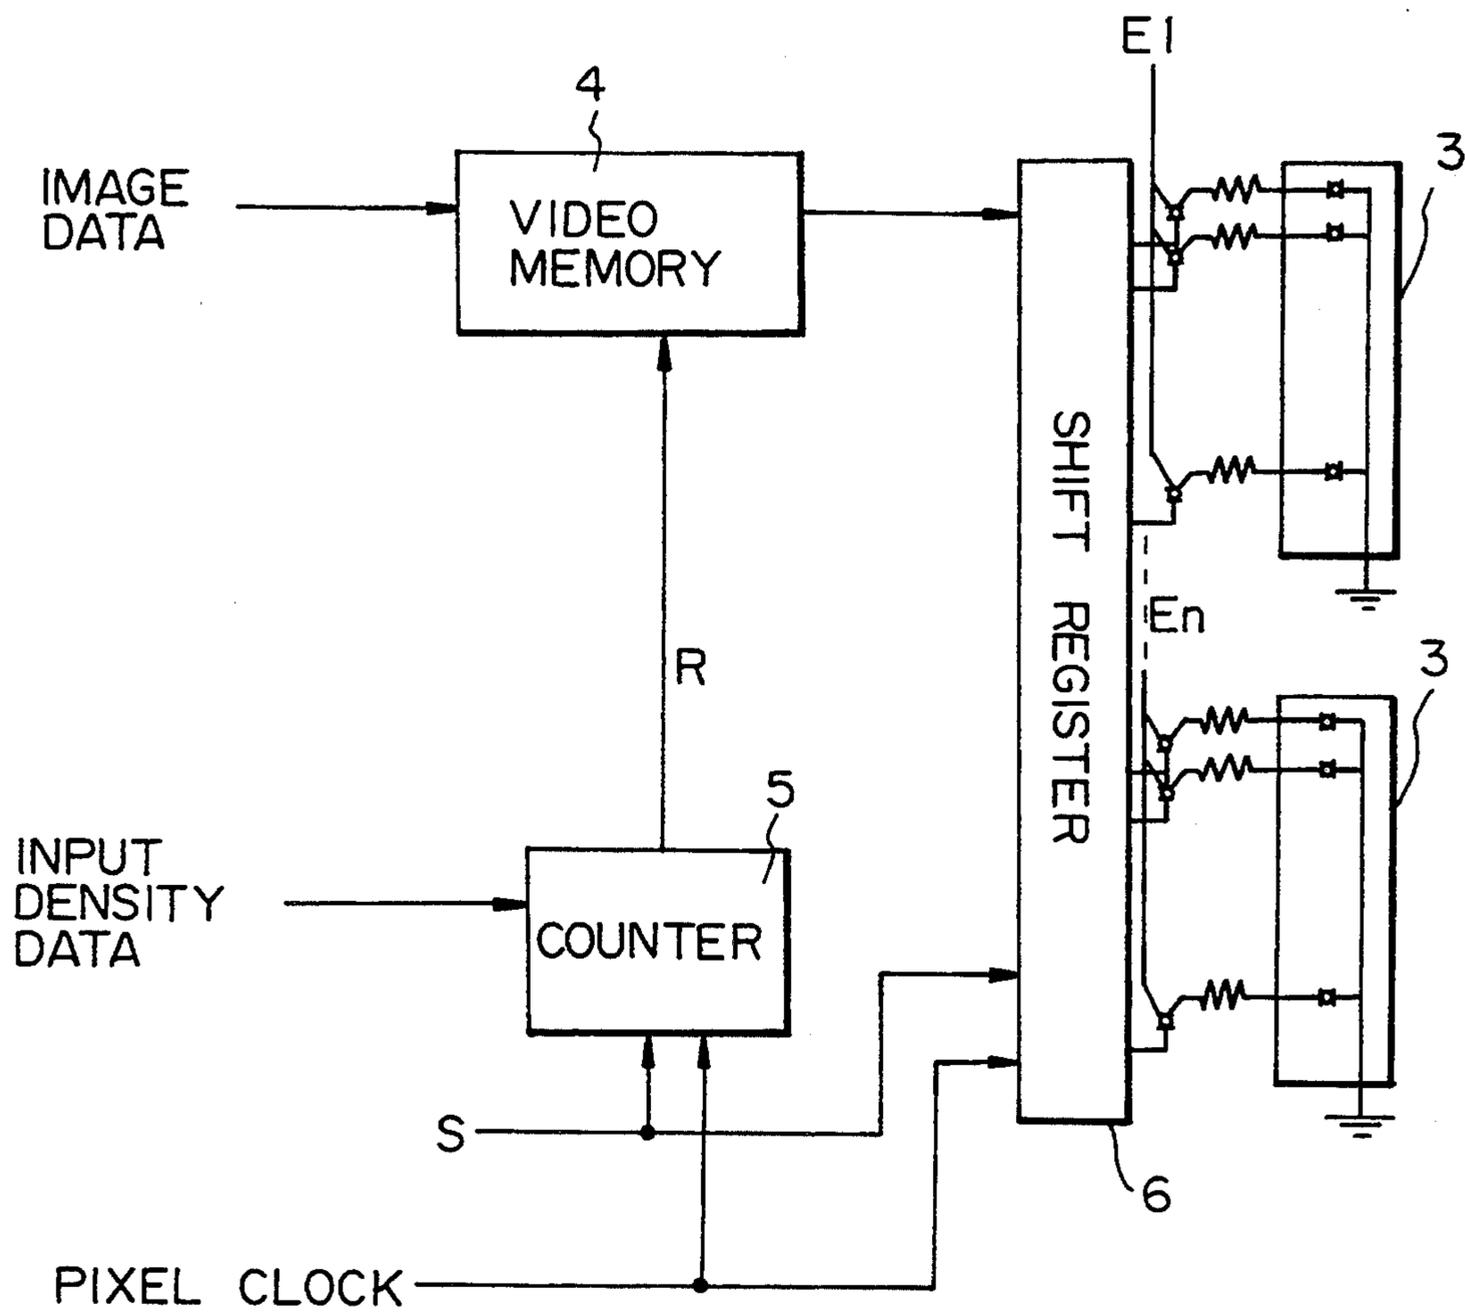 E1
4
3
IMAGE
DATA
VIDEO
MEMORY
SHIFT REGISTER
En
R
3
5
INPUT
DENSITY
DATA
COUNTER
S
6
PIXEL CLOCK